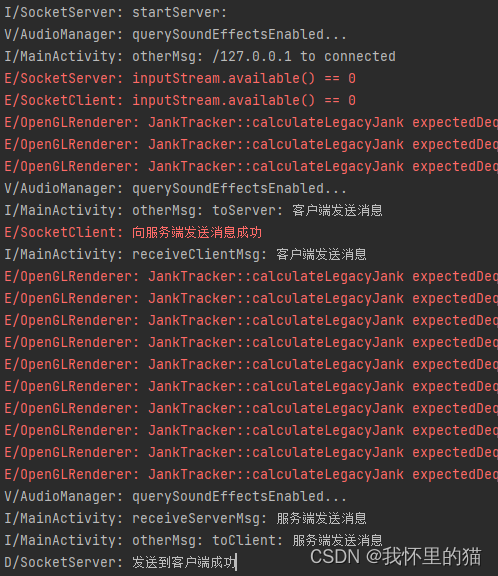 I/SocketServer: startServer:
V/AudioManager: querySoundEffectsEnabled...
I/MainActivity: otherMsg: /127.0.0.1 to connected
E/SocketServer: inputStream.available() == 0
E/SocketClient: inputStream.available() == 0
E/OpenGLRenderer: JankTracker::calculateLegacyJank expectedDeq
E/OpenGLRenderer: JankTracker::calculateLegacyJank expectedDeq
E/OpenGLRenderer: JankTracker::calculateLegacyJank expectedDeq
V/AudioManager: querySoundEffectsEnabled...
I/MainActivity: otherMsg: toServer: 客户端发送消息
E/SocketClient: 向服务端发送消息成功
I/MainActivity: receiveClientMsg: 客户端发送消息
E/OpenGLRenderer: JankTracker::calculateLegacyJank expectedDeq
E/OpenGLRenderer: JankTracker::calculateLegacyJank expectedDeq
E/OpenGLRenderer: JankTracker::calculateLegacyJank expectedDeq
E/OpenGLRenderer: JankTracker::calculateLegacyJank expectedDeq
E/OpenGLRenderer: JankTracker::calculateLegacyJank expectedDeq
E/OpenGLRenderer: JankTracker::calculateLegacyJank expectedDeq
E/OpenGLRenderer: JankTracker::calculateLegacyJank expectedDeq
E/OpenGLRenderer: JankTracker::calculateLegacyJank expectedDeq
E/OpenGLRenderer: JankTracker::calculateLegacyJank expectedDeq
E/OpenGLRenderer: JankTracker::calculateLegacyJank expectedDeq
V/AudioManager: querySoundEffectsEnabled...
I/MainActivity: receiveServerMsg: 服务端发送消息
I/MainActivity: otherMsg: toClient: 服务端发送消息
D/SocketServer: 发送到客户端成功
CSDN @我怀里的猫